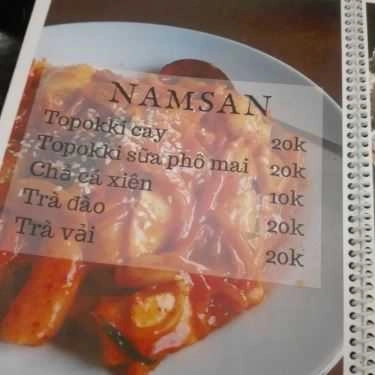 NAMSAN
Topokki cay 20k
Topokki sữa phô mai 20k
Chả cá xiên 10k
Trà đào 20k
Trà vải 20k